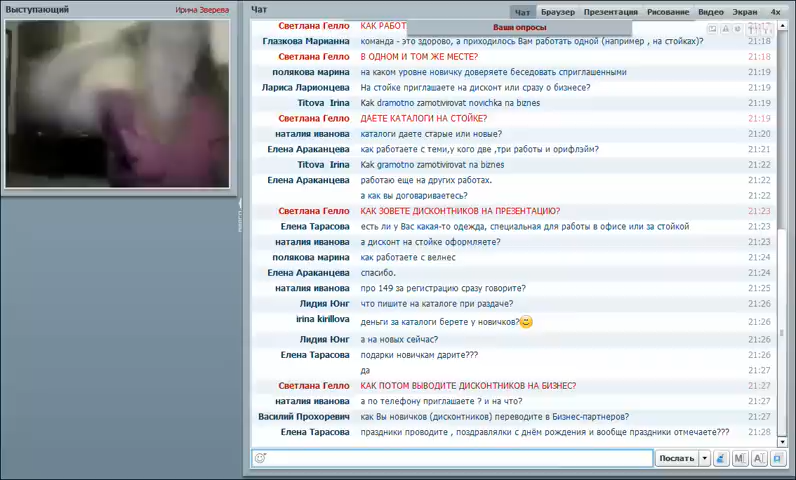 Выступающий Ирина Зверева
Чат Чат Браузер Презентация Рисование Видео Экран 4x
Ваши опросы
Светлана Гелло КАК РАБОТ 21:17
Глазкова Марианна команда - это здорово, а приходилось Вам работать одной (например , на стойках)? 21:18
Светлана Гелло В ОДНОМ И ТОМ ЖЕ МЕСТЕ? 21:18
полякова марина на каком уровне новичку доверяете беседовать сприглашеными 21:18
Лариса Ларионцева На стойке приглашаете на дисконт или сразу о бизнесе? 21:19
Titova Irina Kak dramotno zamotivirovat novichka na biznes 21:19
Светлана Гелло ДАЕТЕ КАТАЛОГИ НА СТОЙКЕ? 21:19
наталия иванова каталоги даете старые или новые? 21:20
Елена Араканцева как работаете с теми,у кого две ,три работы и орифлэйм? 21:21
Titova Irina Kak gramotno zamotivirovat na biznes 21:22
Елена Араканцева работаю еще на других работах. 21:22
а как вы договариваетесь? 21:22
Светлана Гелло КАК ЗОВЕТЕ ДИСКОНТНИКОВ НА ПРЕЗЕНТАЦИЮ? 21:23
Елена Тарасова есть ли у Вас какая-то одежда, специальная для работы в офисе или за стойкой 21:23
наталия иванова а дисконт на стойке оформляете? 21:23
полякова марина как работаете с велнес 21:24
Елена Араканцева спасибо. 21:24
наталия иванова про 149 за регистрацию сразу говорите? 21:25
Лидия Юнг что пишите на каталоге при раздаче? 21:26
irina kirillova деньги за каталоги берете у новичков? 21:26
Лидия Юнг а на новых сейчас? 21:26
Елена Тарасова подарки новичкам дарите??? 21:26
да 21:27
Светлана Гелло КАК ПОТОМ ВЫВОДИТЕ ДИСКОНТНИКОВ НА БИЗНЕС? 21:27
наталия иванова а по телефону приглашаете ? и на что? 21:27
Василий Прохоревич как Вы новичков (дисконтников) переводите в Бизнес-партнеров? 21:27
Елена Тарасова праздники проводите , поздравлялки с днём рождения и вообще праздники отмечаете??? 21:28
Послать